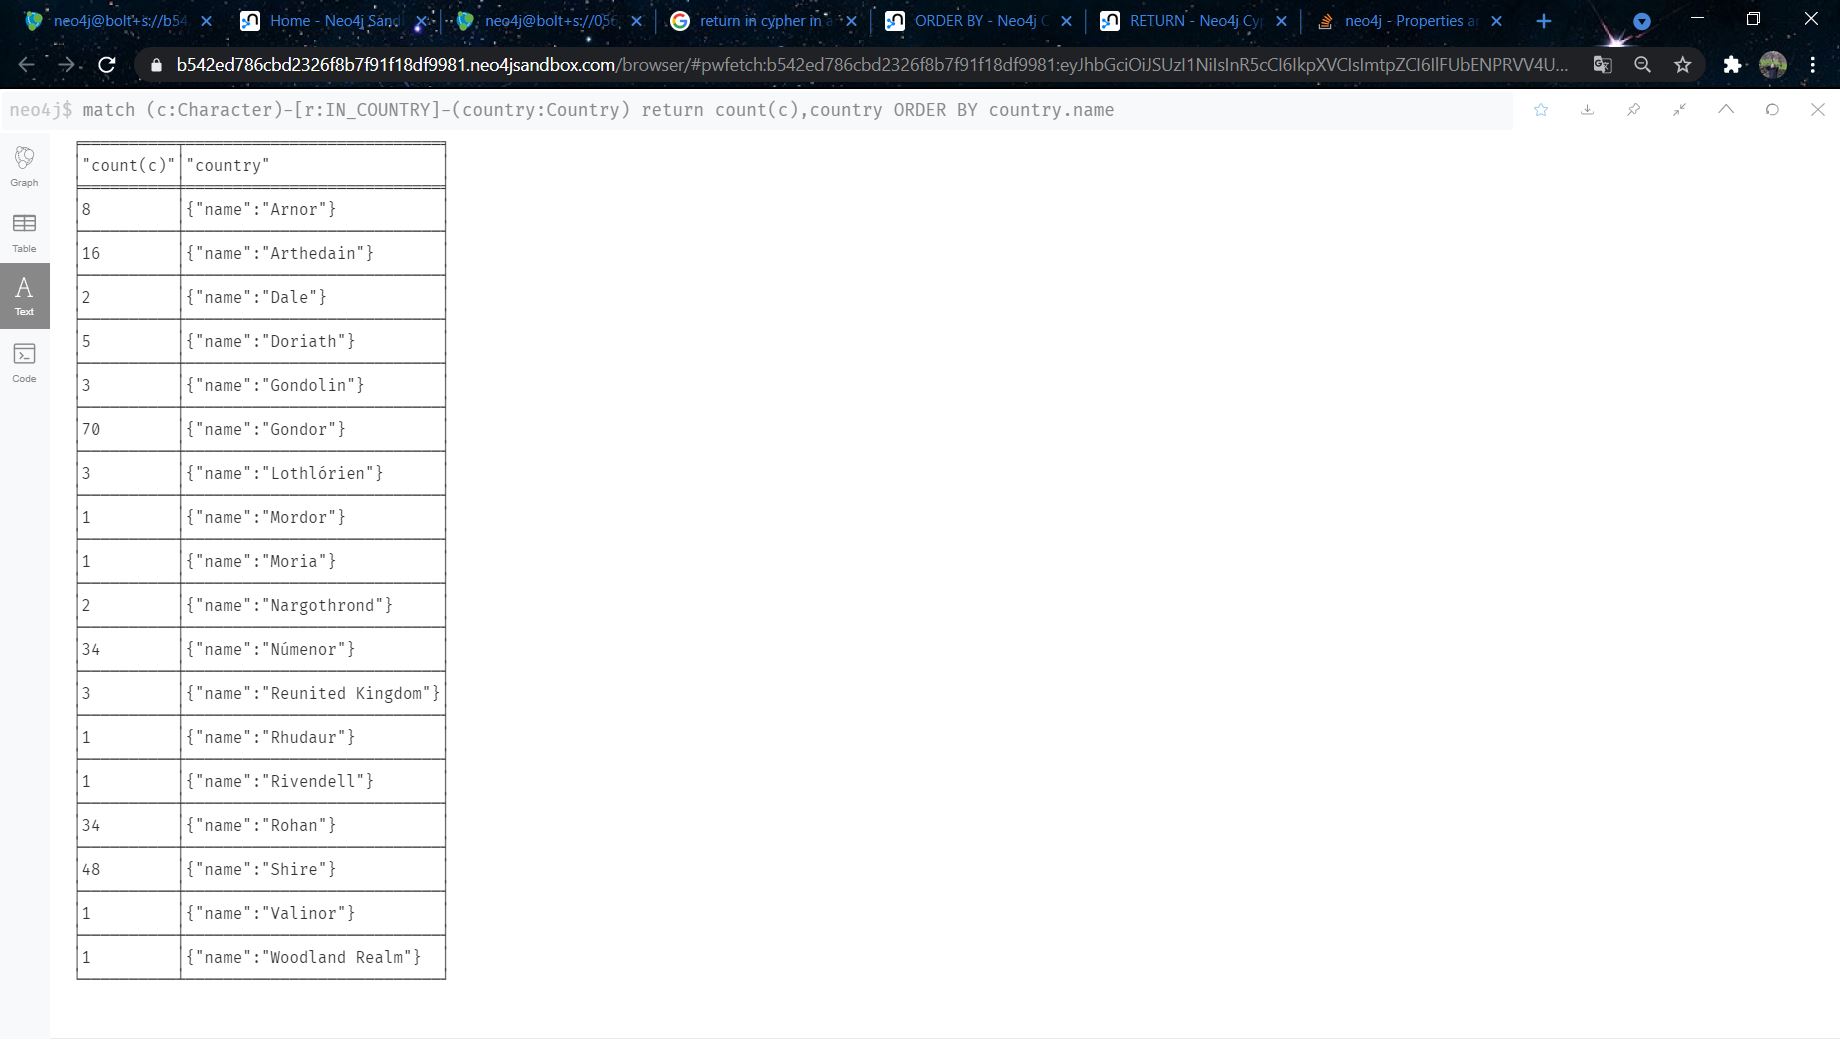 neo4j@bolt+s://b54
Home - Neo4j Sand
neo4j@bolt+s://056
return in cypher in a
ORDER BY - Neo4j C
RETURN - Neo4j Cy
neo4j - Properties a
b542ed786cbd2326f8b7f91f18df9981.neo4jsandbox.com/browser/#pwfetch:b542ed786cbd2326f8b7f91f18df9981:eyJhbGciOiJSUzI1NiIsInR5cCI6IkpXVCIsImtpZCI6IlFUbENPRVV4U...
neo4j$ match (c:Character)-[r:IN_COUNTRY]-(country:Country) return count(c),country ORDER BY country.name
Graph
Table
Text
Code
"count(c)" "country"
8 {"name":"Arnor"}
16 {"name":"Arthedain"}
2 {"name":"Dale"}
5 {"name":"Doriath"}
3 {"name":"Gondolin"}
70 {"name":"Gondor"}
3 {"name":"Lothlórien"}
1 {"name":"Mordor"}
1 {"name":"Moria"}
2 {"name":"Nargothrond"}
34 {"name":"Númenor"}
3 {"name":"Reunited Kingdom"}
1 {"name":"Rhudaur"}
1 {"name":"Rivendell"}
34 {"name":"Rohan"}
48 {"name":"Shire"}
1 {"name":"Valinor"}
1 {"name":"Woodland Realm"}